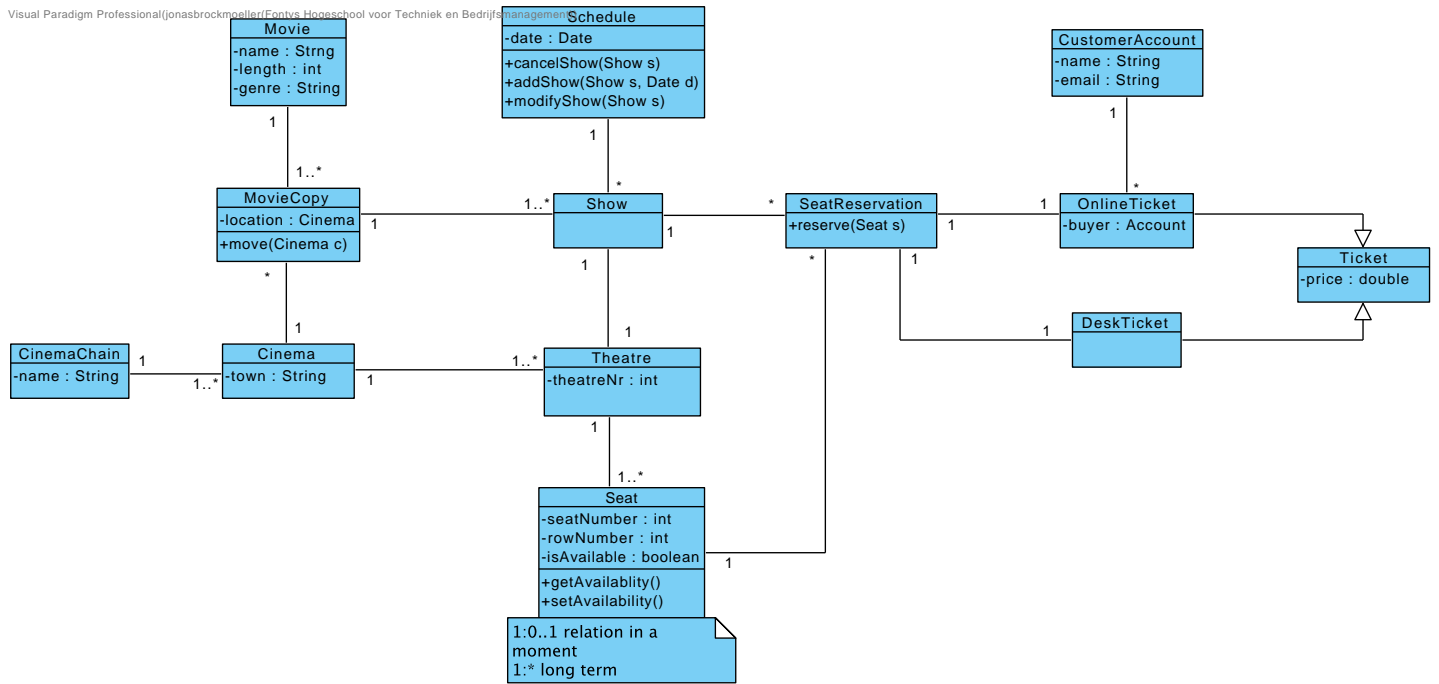 Visual Paradigm Professional(jonasbrockmoeller(Fontys Hogeschool voor Techniek en Bedrijfsmanagement))
Movie
-name : Strng
-length : int
-genre : String
1
1..*
Schedule
-date : Date
+cancelShow(Show s)
+addShow(Show s, Date d)
+modifyShow(Show s)
1
*
CustomerAccount
-name : String
-email : String
1
*
MovieCopy
-location : Cinema
+move(Cinema c)
1
1..*
*
1
Show
1
*
1
1
SeatReservation
+reserve(Seat s)
1
1
*
1
1
OnlineTicket
-buyer : Account
Ticket
-price : double
DeskTicket
CinemaChain
-name : String
1
1..*
Cinema
-town : String
1
1..*
Theatre
-theatreNr : int
1
1..*
Seat
-seatNumber : int
-rowNumber : int
-isAvailable : boolean
+getAvailablity()
+setAvailability()
1
1:0..1 relation in a
moment
1:* long term